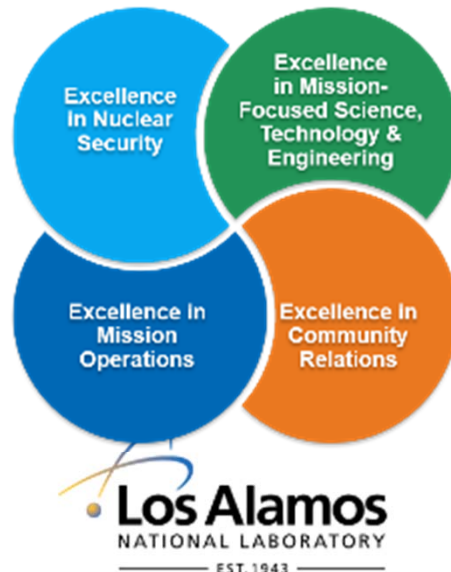 Excellence
in Nuclear
Security
Excellence
in Mission-
Focused Science,
Technology &
Engineering
Excellence in
Mission
Operations
Excellence in
Community
Relations
Los Alamos
NATIONAL LABORATORY
EST. 1943